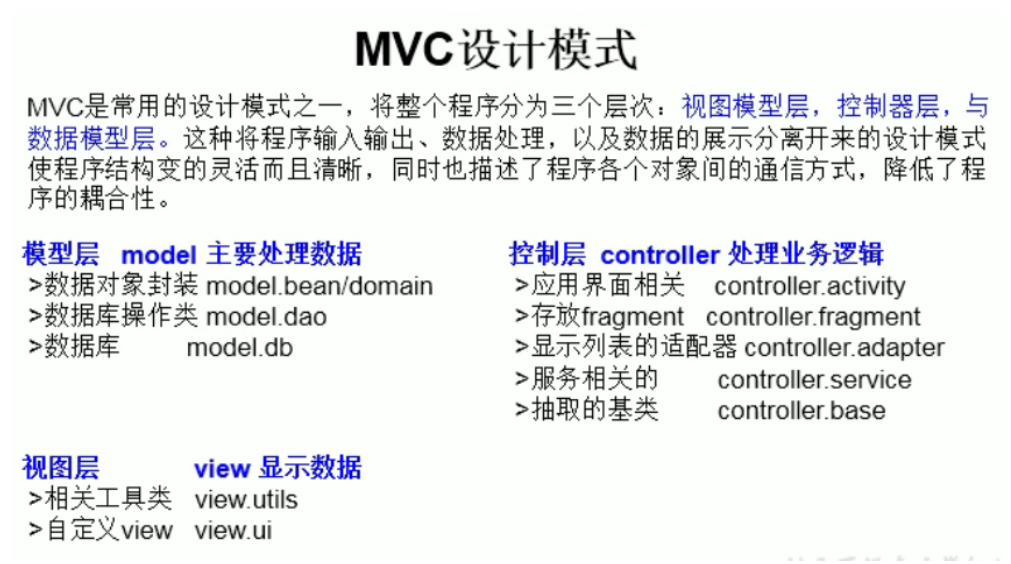 MVC设计模式
MVC是常用的设计模式之一，将整个程序分为三个层次：视图模型层，控制器层，与
数据模型层。这种将程序输入输出、数据处理，以及数据的展示分离开来的设计模式
使程序结构变的灵活而且清晰，同时也描述了程序各个对象间的通信方式，降低了程
序的耦合性。
模型层 model 主要处理数据
>数据对象封装 model.bean/domain
>数据库操作类 model.dao
>数据库 model.db
控制层 controller 处理业务逻辑
>应用界面相关 controller.activity
>存放fragment controller.fragment
>显示列表的适配器 controller.adapter
>服务相关的 controller.service
>抽取的基类 controller.base
视图层 view 显示数据
>相关工具类 view.utils
>自定义view view.ui